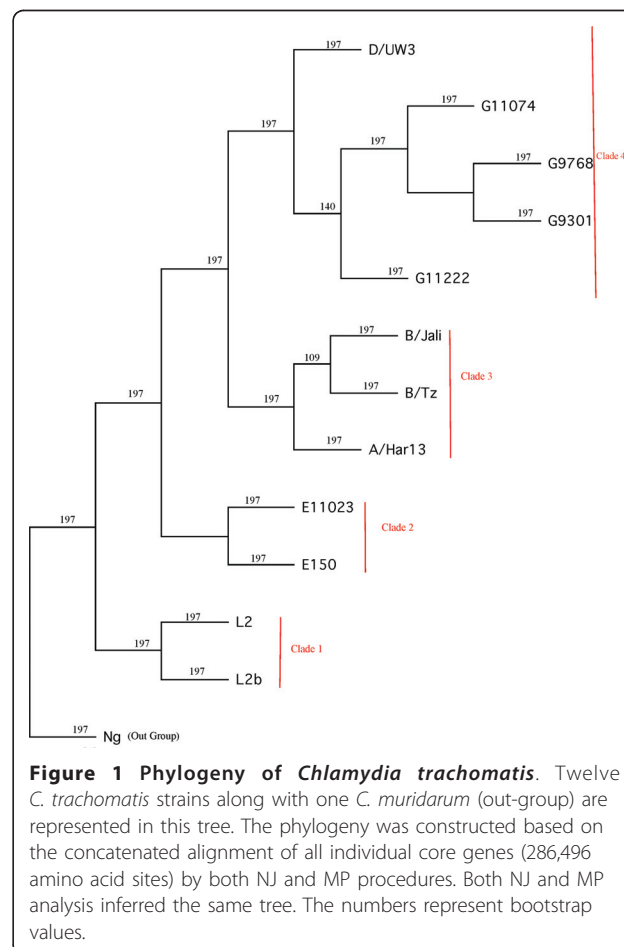 197
D/UW3
197
G11074
197
197
197
G9768
Clade 4
197
G9301
140
197
G11222
197
197
B/Jali
109
197
B/Tz
Clade 3
197
197
A/Har13
197
197
E11023
197
Clade 2
197
E150
197
197
L2
197
Clade 1
197
L2b
197
Ng (Out Group)
Figure 1 Phylogeny of Chlamydia trachomatis. Twelve
C. trachomatis strains along with one C. muridarum (out-group) are
represented in this tree. The phylogeny was constructed based on
the concatenated alignment of all individual core genes (286,496
amino acid sites) by both NJ and MP procedures. Both NJ and MP
analysis inferred the same tree. The numbers represent bootstrap
values.